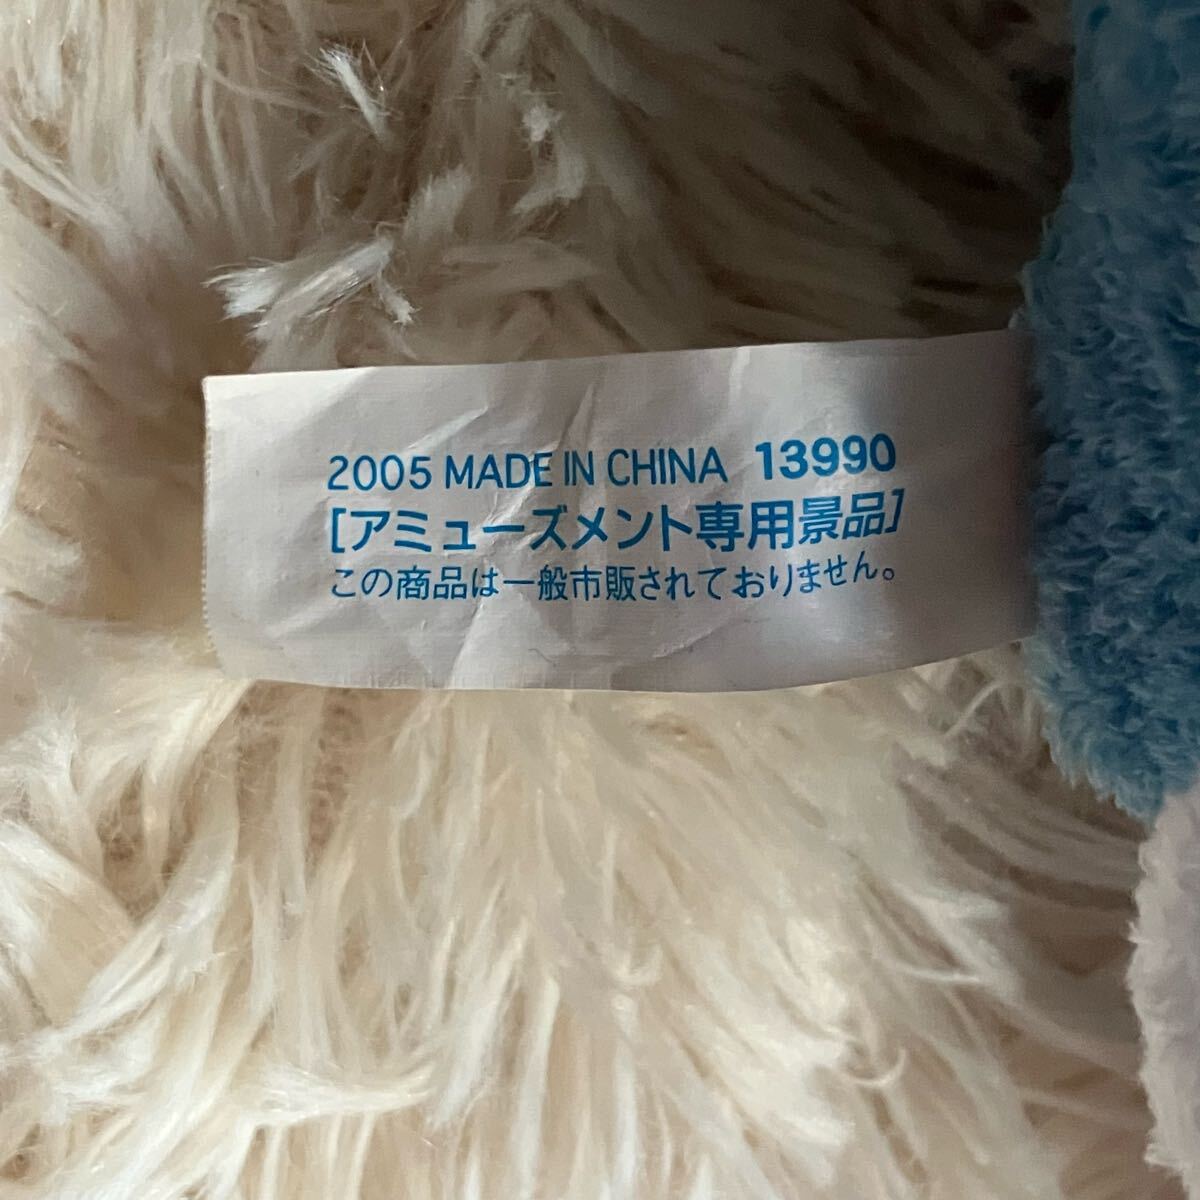 2005 MADE IN CHINA 13990
[アミューズメント専用景品]
この商品は一般市販されておりません。